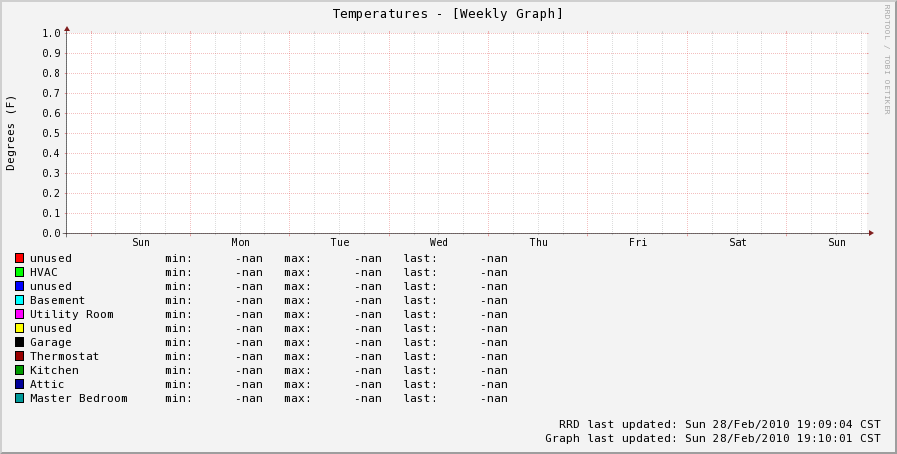 Temperatures - [Weekly Graph]
RRDTOOL / TOBI OETIKER
Degrees (F)
1.0
0.9
0.8
0.7
0.6
0.5
0.4
0.3
0.2
0.1
0.0
Sun Mon Tue Wed Thu Fri Sat Sun
unused min: -nan max: -nan last: -nan
HVAC min: -nan max: -nan last: -nan
unused min: -nan max: -nan last: -nan
Basement min: -nan max: -nan last: -nan
Utility Room min: -nan max: -nan last: -nan
unused min: -nan max: -nan last: -nan
Garage min: -nan max: -nan last: -nan
Thermostat min: -nan max: -nan last: -nan
Kitchen min: -nan max: -nan last: -nan
Attic min: -nan max: -nan last: -nan
Master Bedroom min: -nan max: -nan last: -nan
RRD last updated: Sun 28/Feb/2010 19:09:04 CST
Graph last updated: Sun 28/Feb/2010 19:10:01 CST